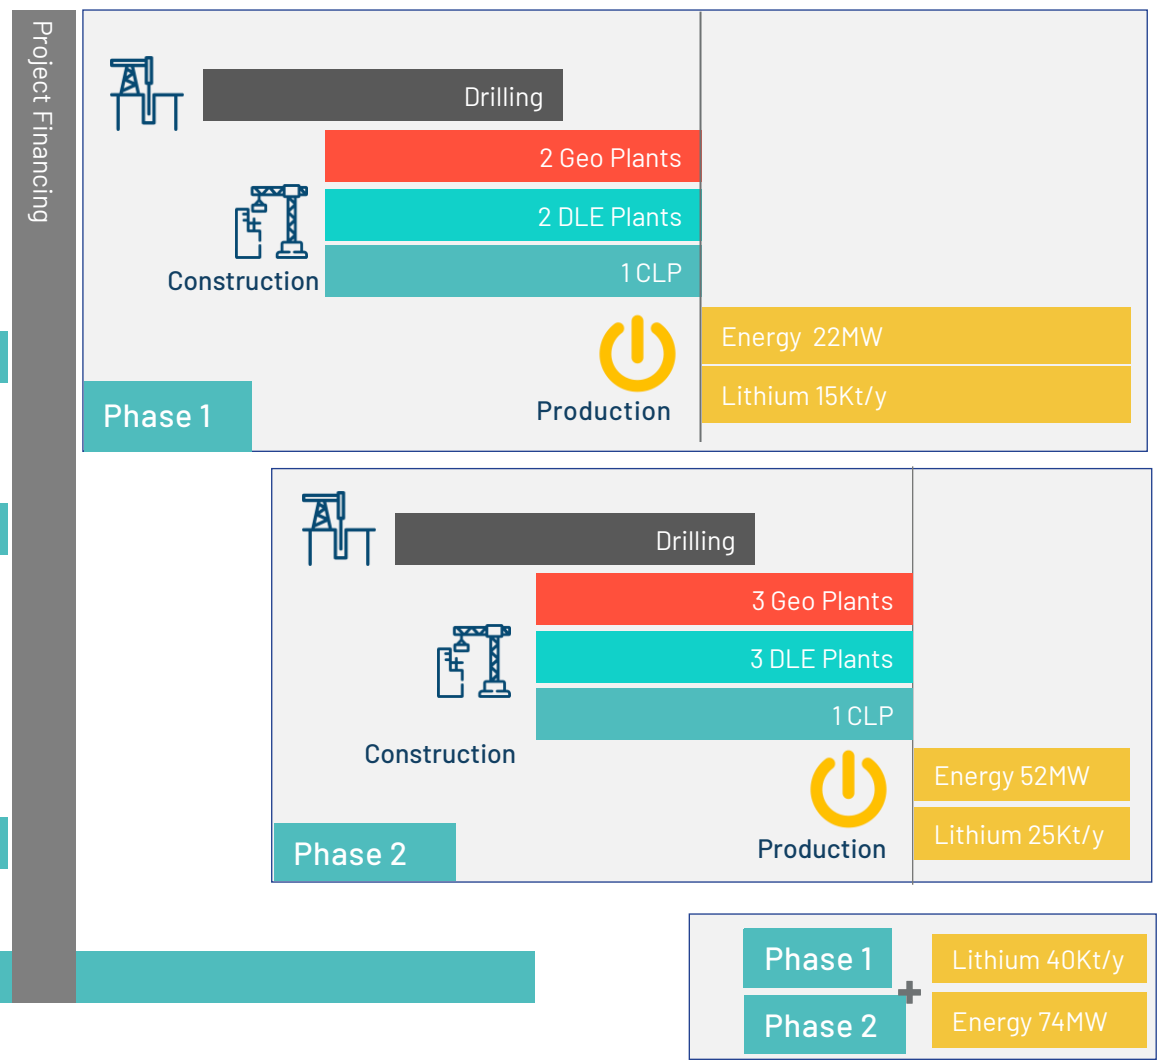 Project Financing
Drilling
2 Geo Plants
2 DLE Plants
Construction
1 CLP
Energy 22MW
Lithium 15Kt/y
Production
Phase 1
Drilling
3 Geo Plants
3 DLE Plants
1 CLP
Construction
Energy 52MW
Lithium 25Kt/y
Production
Phase 2
Phase 1
Lithium 40Kt/y
Phase 2
Energy 74MW